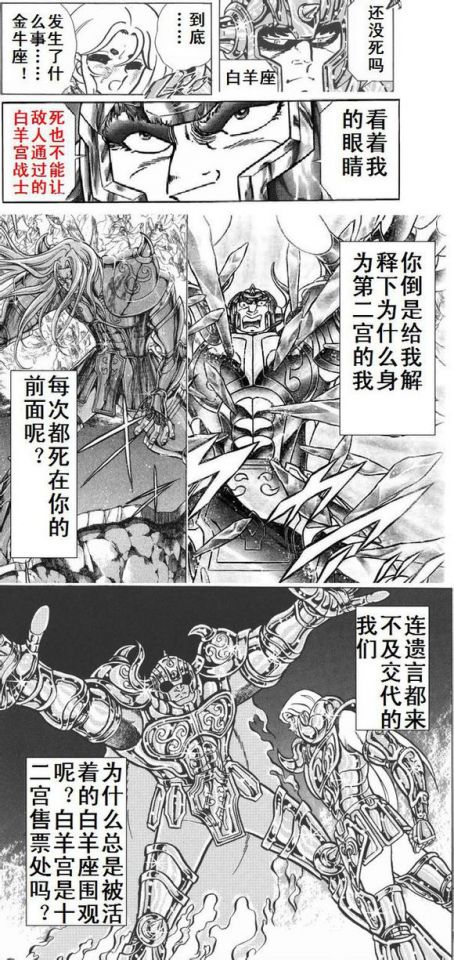 还没死吗
白羊座
到底
……
发生了什
么事……
金牛座！
看着我
的眼睛
死也不能让
敌人通过的
白羊宫战士
你倒是给我解
释下为什么身
为第二宫的我
每次都死在你的
前面呢？
连遗言都来
不及交代的
我们
为什么总是被活
着的白羊座围观
呢？白羊宫是十
二宫售票处吗？